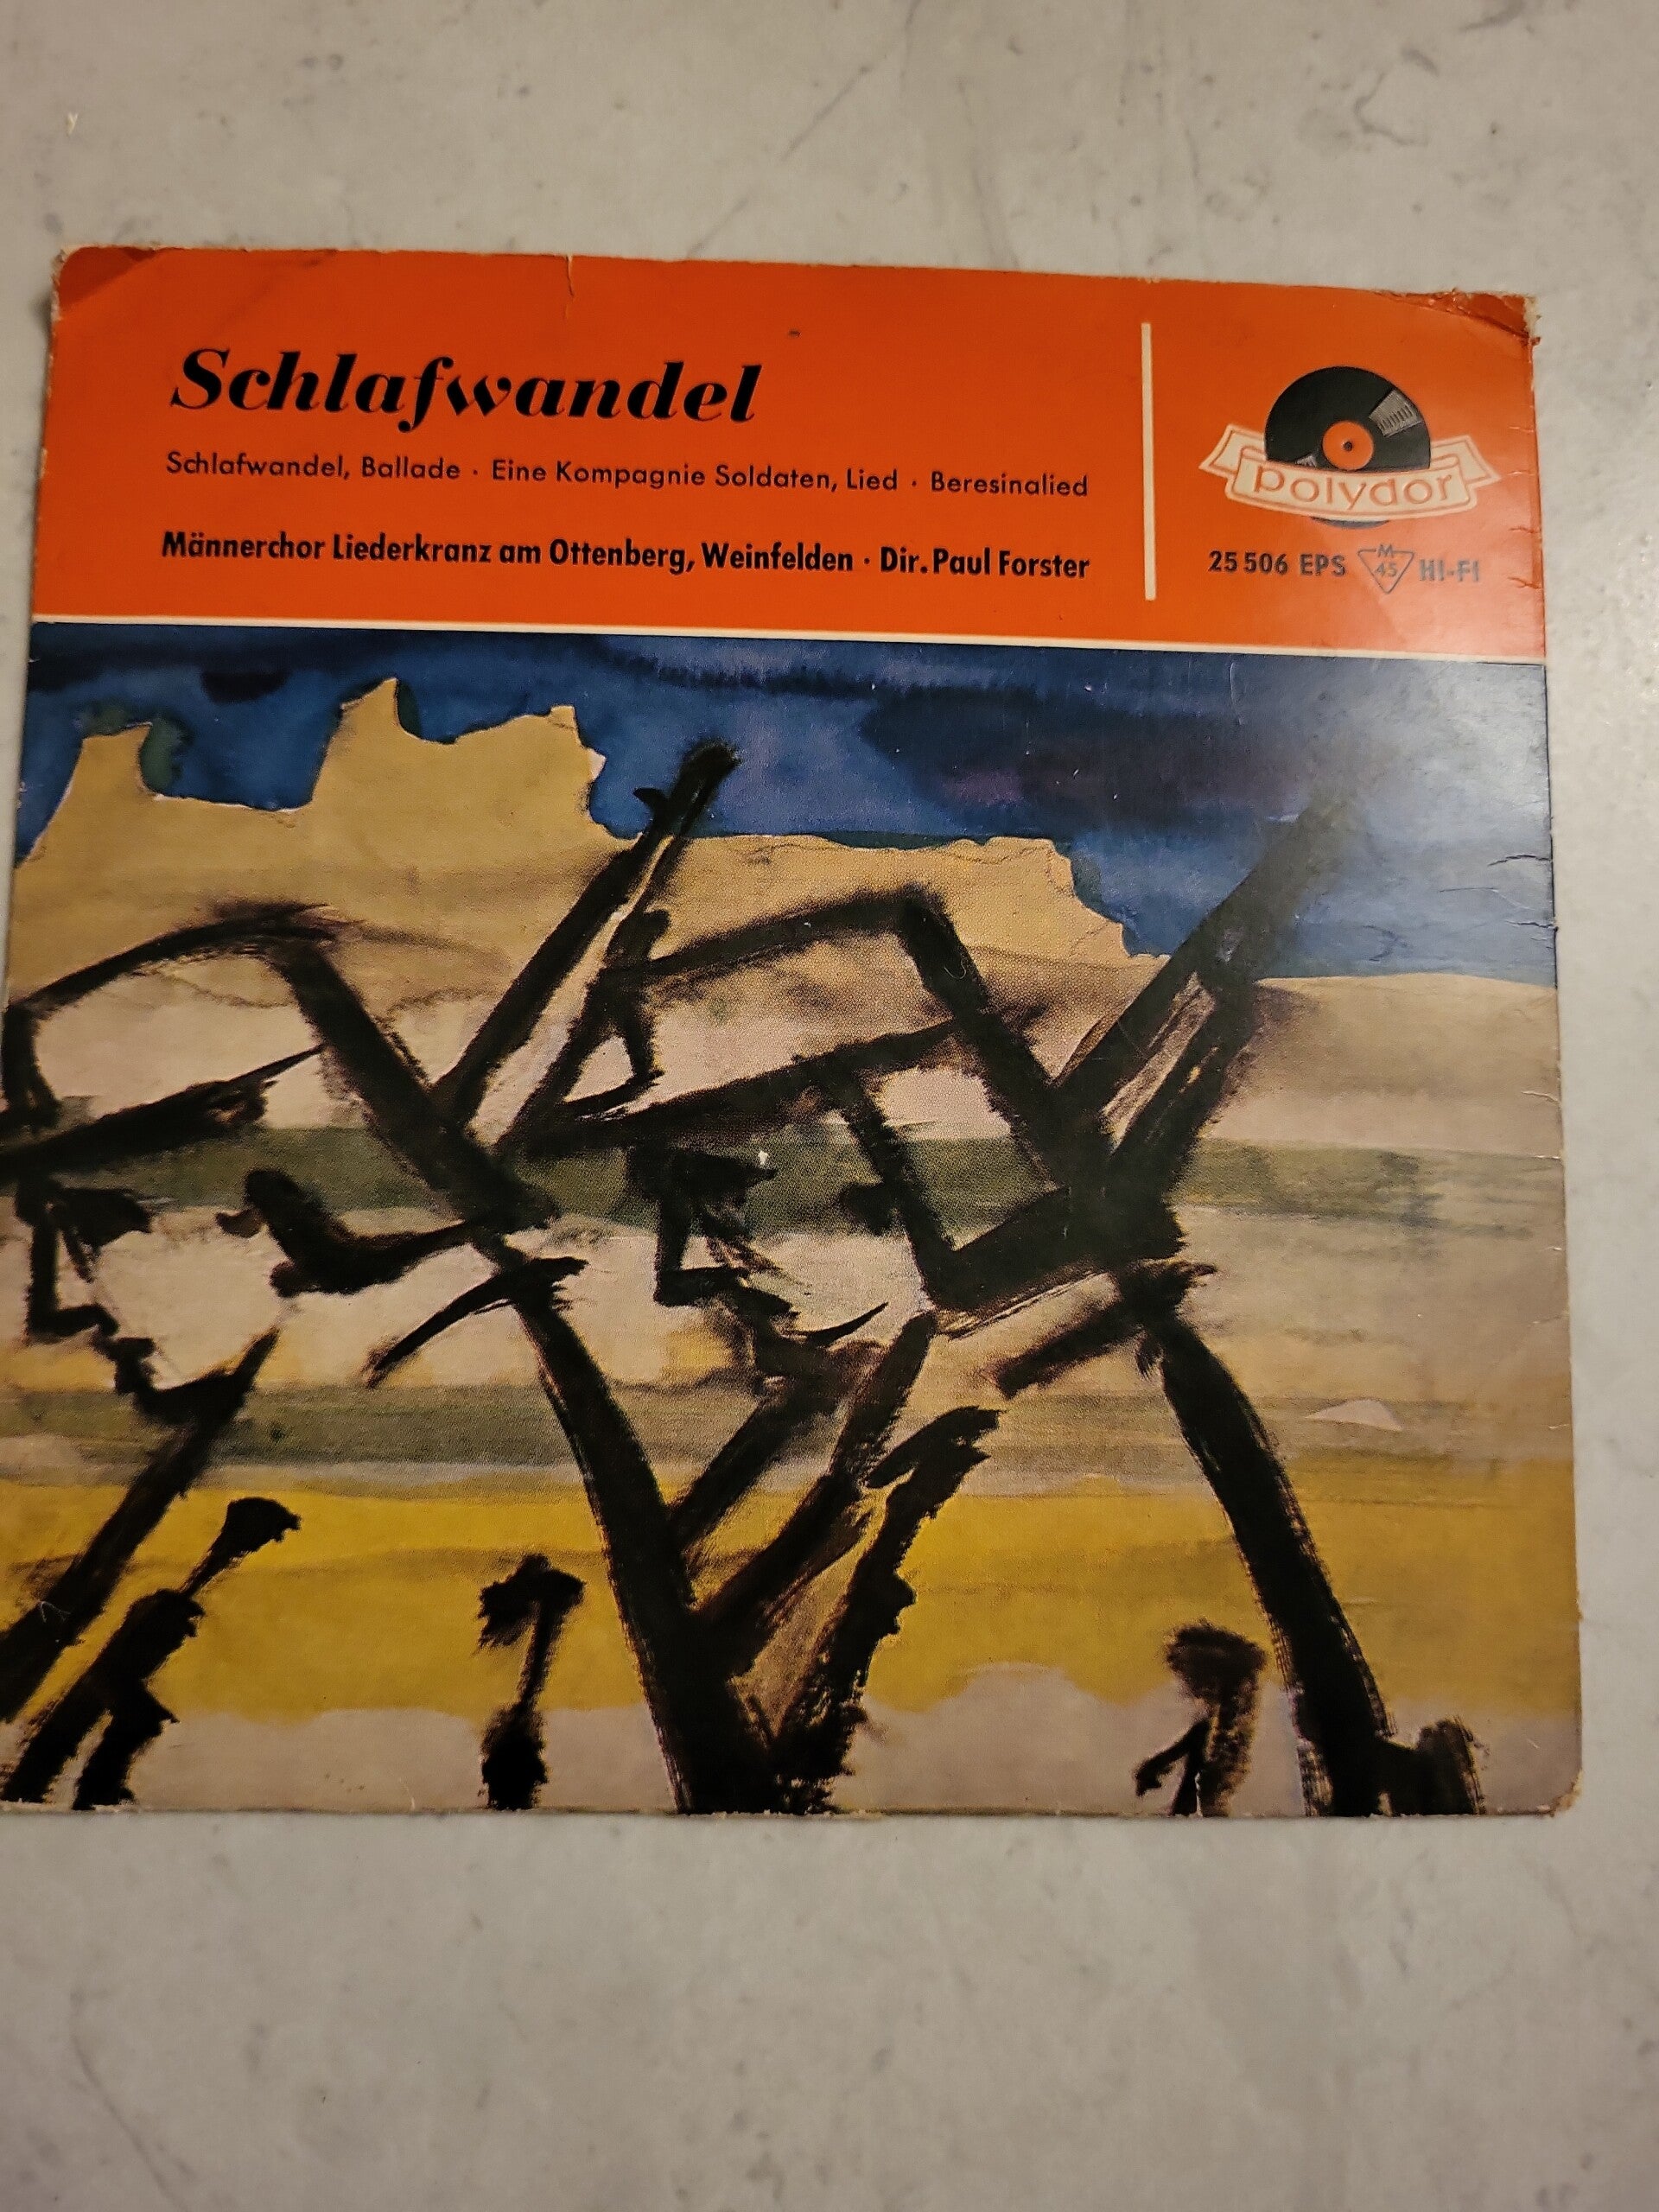 Schlafwandel
Schlafwandel, Ballade · Eine Kompagnie Soldaten, Lied · Beresinalied
Männerchor Liederkranz am Ottenberg, Weinfelden · Dir. Paul Forster
polydor
25 506 EPS M 45 HI-FI